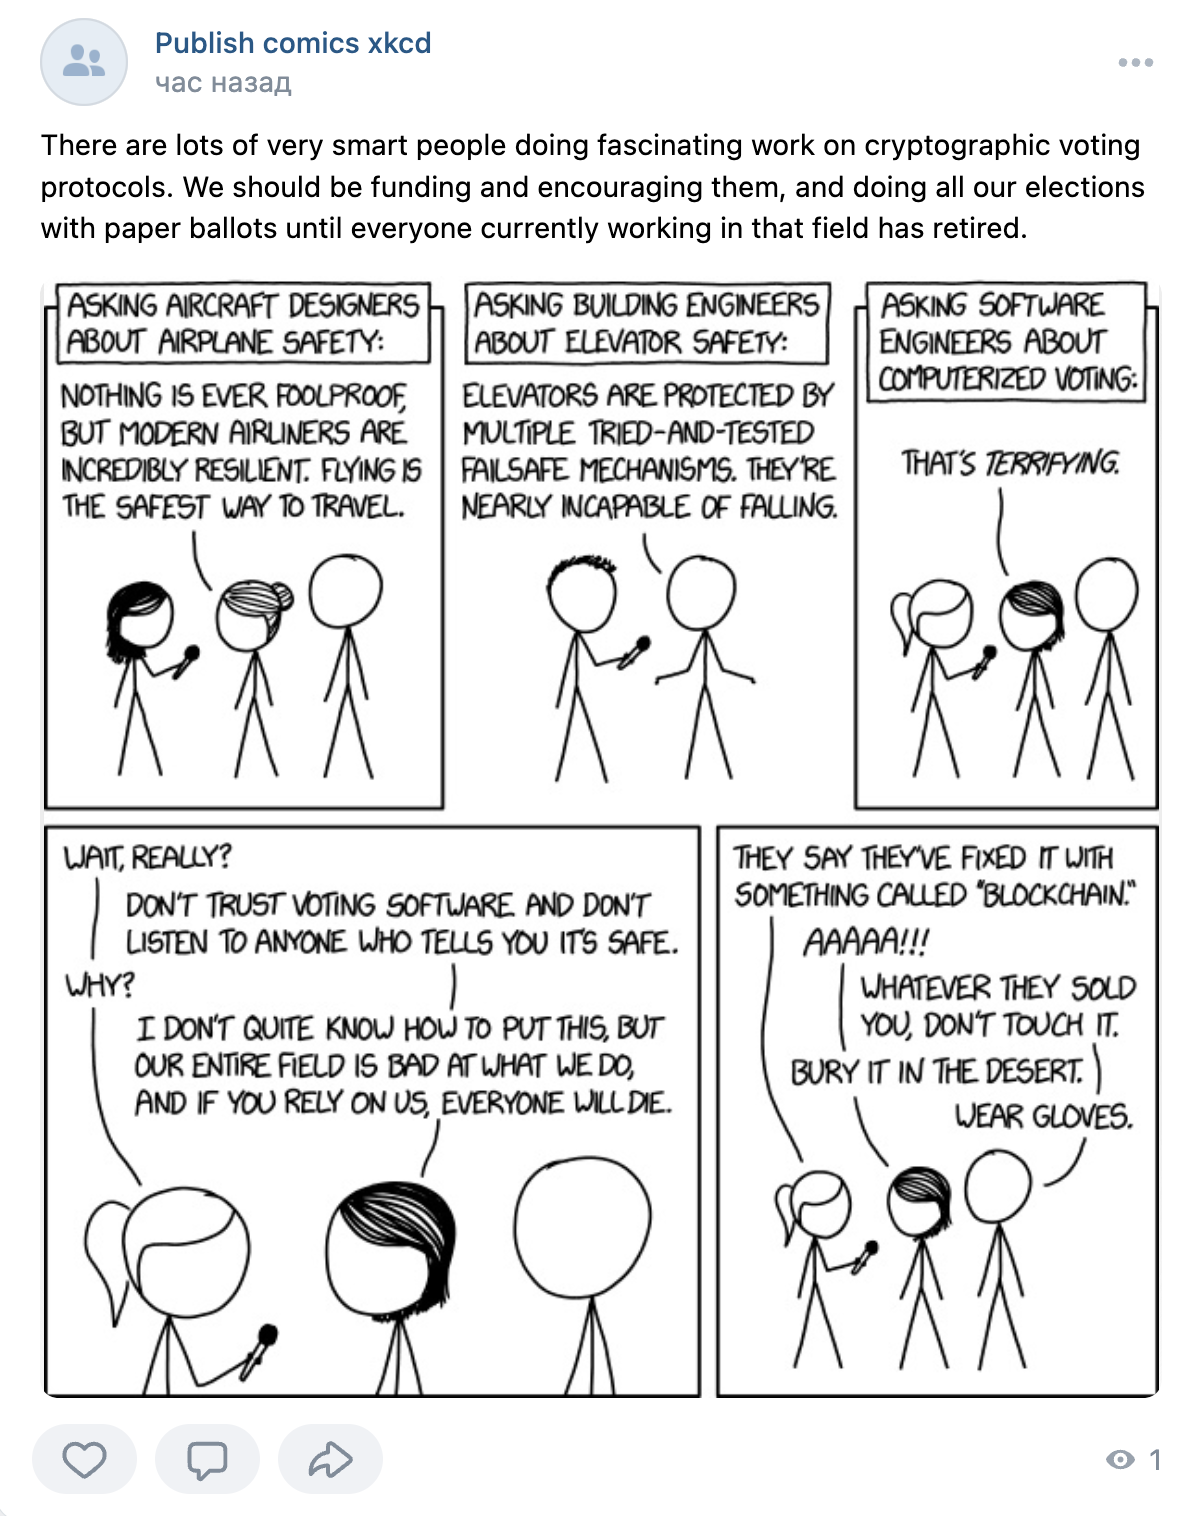 Publish comics xkcd
час назад
There are lots of very smart people doing fascinating work on cryptographic voting
protocols. We should be funding and encouraging them, and doing all our elections
with paper ballots until everyone currently working in that field has retired.
ASKING AIRCRAFT DESIGNERS
ABOUT AIRPLANE SAFETY:
NOTHING IS EVER FOOLPROOF,
BUT MODERN AIRLINERS ARE
INCREDIBLY RESILIENT. FLYING IS
THE SAFEST WAY TO TRAVEL.
ASKING BUILDING ENGINEERS
ABOUT ELEVATOR SAFETY:
ELEVATORS ARE PROTECTED BY
MULTIPLE TRIED-AND-TESTED
FAILSAFE MECHANISMS. THEY'RE
NEARLY INCAPABLE OF FALLING.
ASKING SOFTWARE
ENGINEERS ABOUT
COMPUTERIZED VOTING:
THAT'S TERRIFYING.
WAIT, REALLY?
DON'T TRUST VOTING SOFTWARE AND DON'T
LISTEN TO ANYONE WHO TELLS YOU IT'S SAFE.
WHY?
I DON'T QUITE KNOW HOW TO PUT THIS, BUT
OUR ENTIRE FIELD IS BAD AT WHAT WE DO,
AND IF YOU RELY ON US, EVERYONE WILL DIE.
THEY SAY THEY'VE FIXED IT WITH
SOMETHING CALLED "BLOCKCHAIN."
AAAAA!!!
WHATEVER THEY SOLD
YOU, DON'T TOUCH IT.
BURY IT IN THE DESERT.
WEAR GLOVES.
1